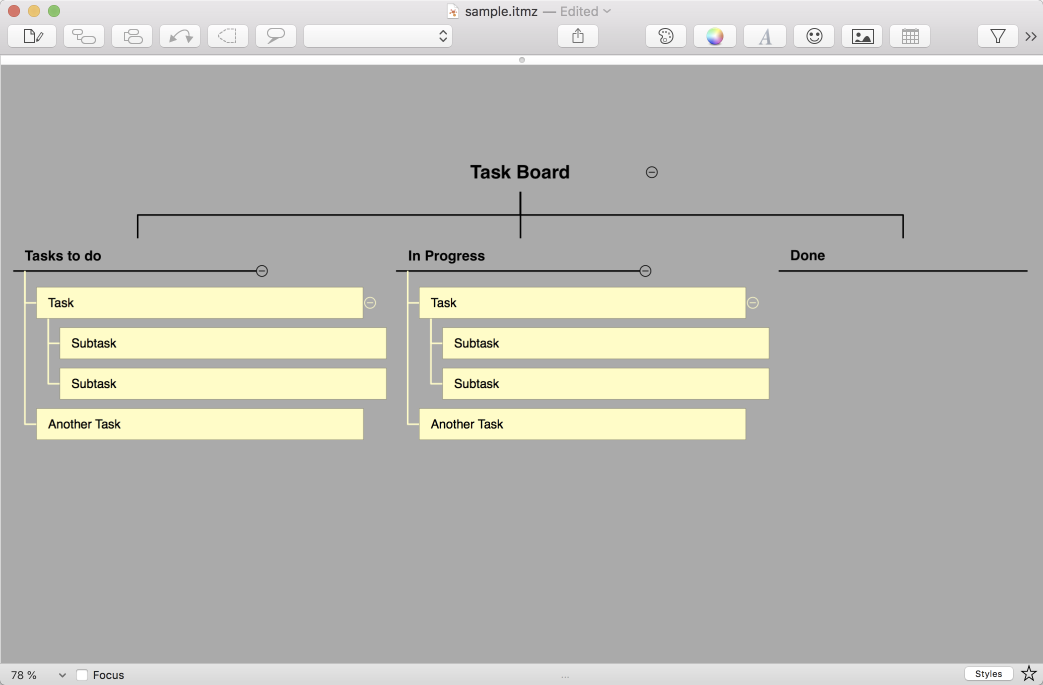 sample.itmz — Edited
A
Task Board
Tasks to do
In Progress
Done
Task
Task
Subtask
Subtask
Subtask
Subtask
Another Task
Another Task
78 %
Focus
...
Styles